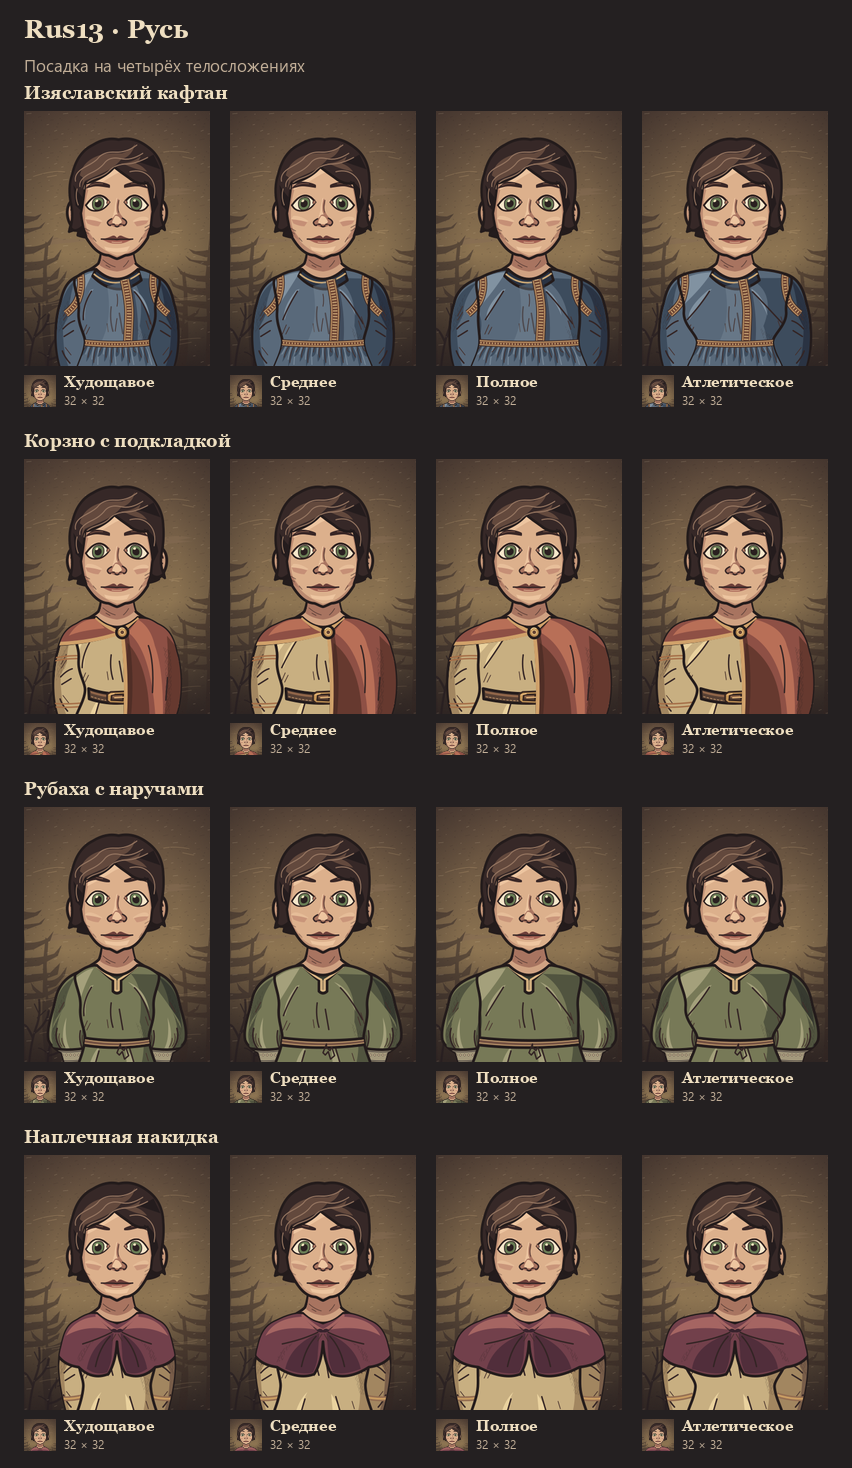 Rus13 · Русь
Посадка на четырёх телосложениях
Изяславский кафтан
Худощавое
32 × 32
Среднее
32 × 32
Полное
32 × 32
Атлетическое
32 × 32
Корзно с подкладкой
Худощавое
32 × 32
Среднее
32 × 32
Полное
32 × 32
Атлетическое
32 × 32
Рубаха с наручами
Худощавое
32 × 32
Среднее
32 × 32
Полное
32 × 32
Атлетическое
32 × 32
Наплечная накидка
Худощавое
32 × 32
Среднее
32 × 32
Полное
32 × 32
Атлетическое
32 × 32